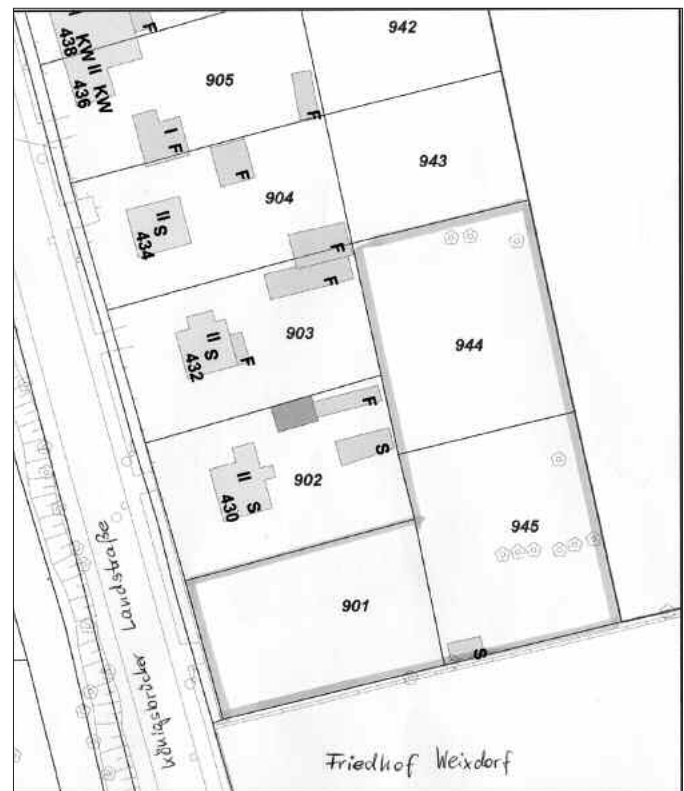 942
438
KW
II
KW
436
905
F
I
F
943
F
904
II
S
434
F
F
903
II
S
432
F
944
F
S
902
II
S
430
945
901
S
Königsbrücker Landstraße
Friedhof Weixdorf